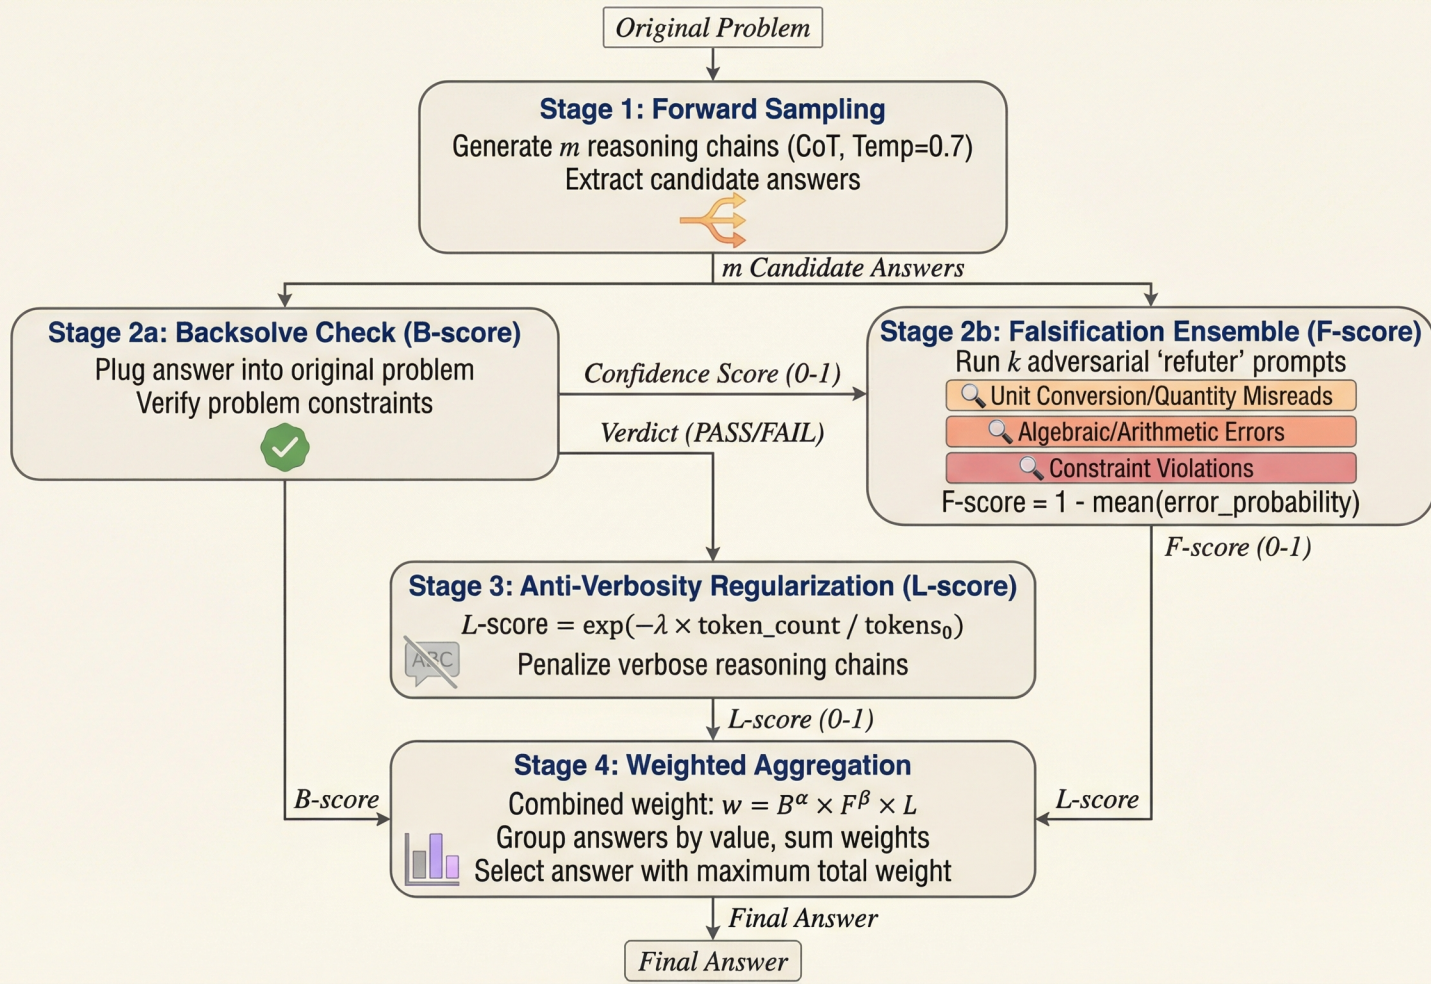 Original Problem
Stage 1: Forward Sampling
Generate m reasoning chains (CoT, Temp=0.7)
Extract candidate answers
m Candidate Answers
Stage 2a: Backsolve Check (B-score)
Plug answer into original problem
Verify problem constraints
Confidence Score (0-1)
Verdict (PASS/FAIL)
Stage 2b: Falsification Ensemble (F-score)
Run k adversarial ‘refuter’ prompts
Unit Conversion/Quantity Misreads
Algebraic/Arithmetic Errors
Constraint Violations
F-score = 1 - mean(error_probability)
F-score (0-1)
Stage 3: Anti-Verbosity Regularization (L-score)
L-score = exp(−λ × token_count / tokens₀)
ABC
Penalize verbose reasoning chains
L-score (0-1)
B-score
L-score
Stage 4: Weighted Aggregation
Combined weight: w = B^α × F^β × L
Group answers by value, sum weights
Select answer with maximum total weight
Final Answer
Final Answer